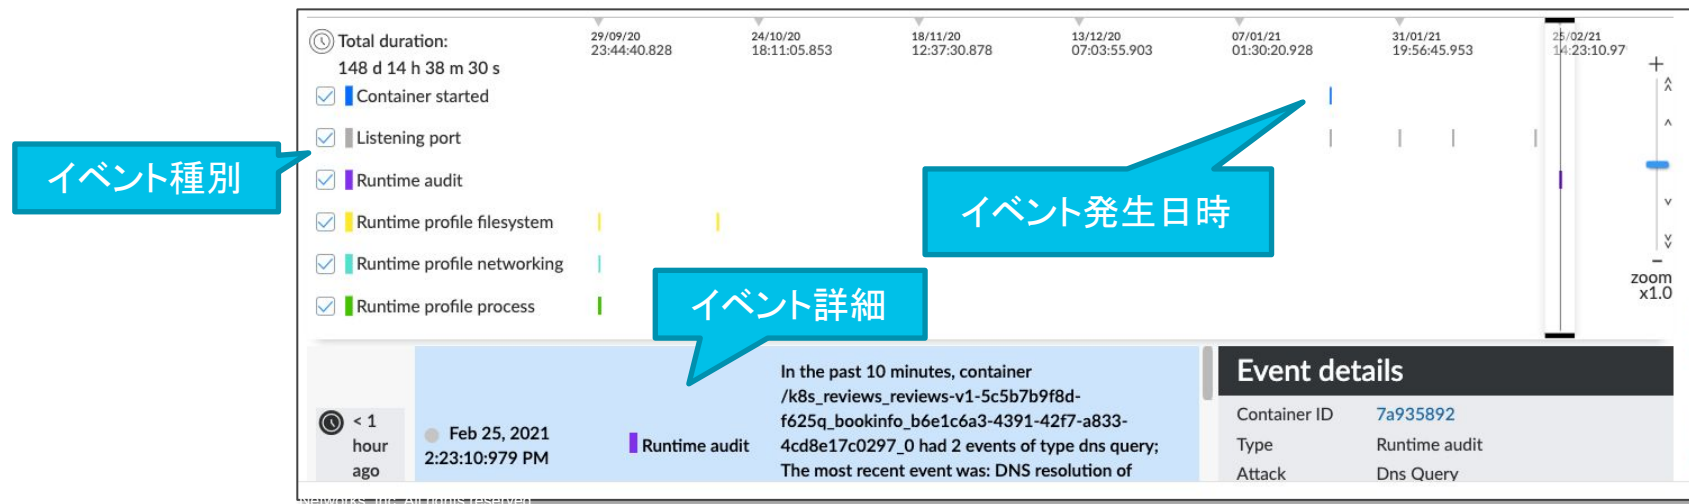 Total duration:
148 d 14 h 38 m 30 s
29/09/20
23:44:40.828
24/10/20
18:11:05.853
18/11/20
12:37:30.878
13/12/20
07:03:55.903
07/01/21
01:30:20.928
31/01/21
19:56:45.953
25/02/21
14:23:10.97
Container started
Listening port
Runtime audit
Runtime profile filesystem
Runtime profile networking
Runtime profile process
イベント種別
イベント発生日時
イベント詳細
+
-
zoom
x1.0
< 1
hour
ago
Feb 25, 2021
2:23:10:979 PM
Runtime audit
In the past 10 minutes, container
/k8s_reviews_reviews-v1-5c5b7b9f8d-
f625q_bookinfo_b6e1c6a3-4391-42f7-a833-
4cd8e17c0297_0 had 2 events of type dns query;
The most recent event was: DNS resolution of
Event details
Container ID 7a935892
Type Runtime audit
Attack Dns Query
Networks, Inc. All rights reserved.